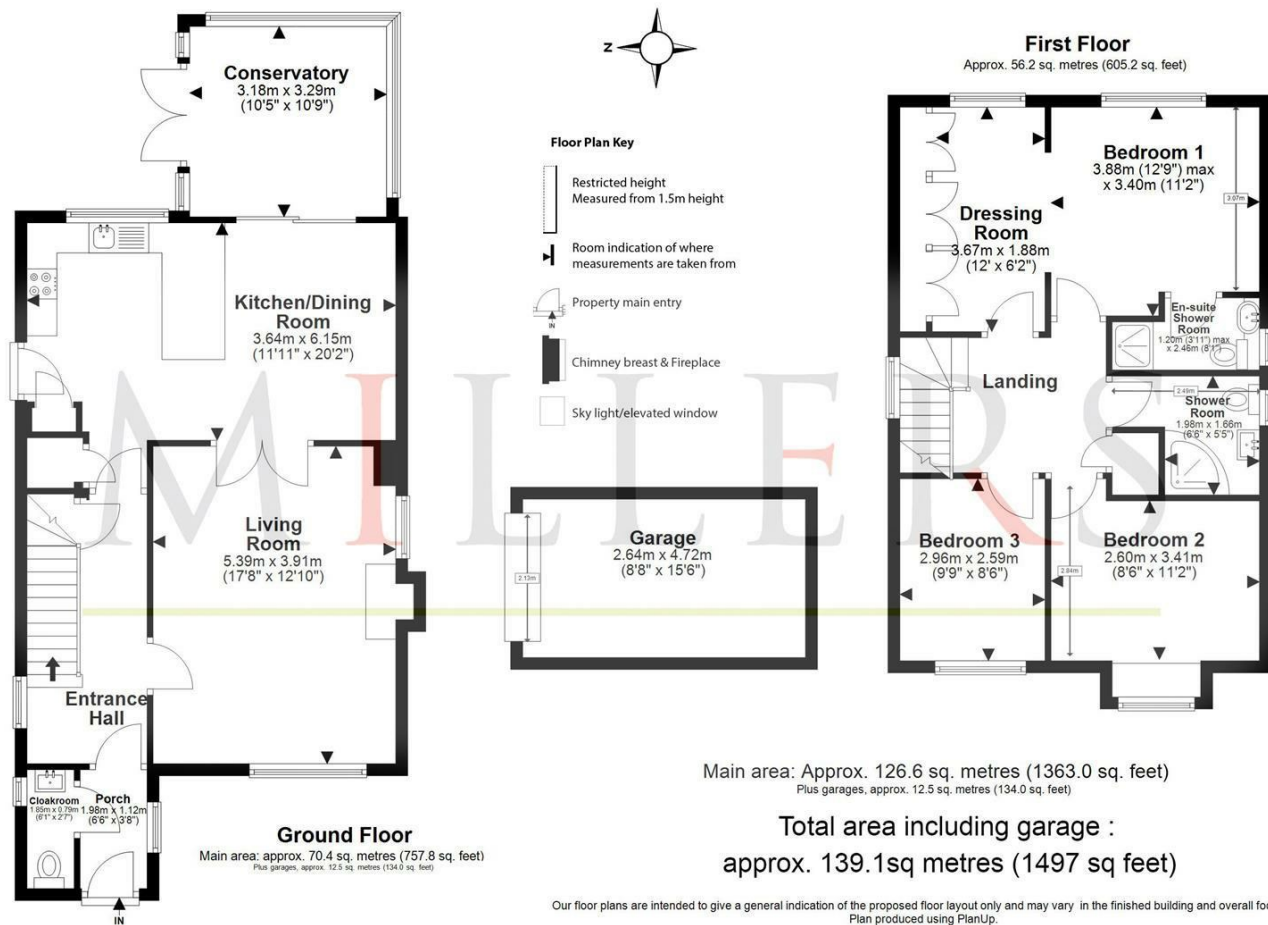 Conservatory
3.18m x 3.29m
(10'5" x 10'9")
Kitchen/Dining
Room
3.64m x 6.15m
(11'11" x 20'2")
Living
Room
5.39m x 3.91m
(17'8" x 12'10")
Entrance
Hall
Cloakroom
1.85m x 0.79m
(6'1" x 2'7")
Porch
1.98m x 1.12m
(6'6" x 3'8")
IN
Ground Floor
Main area: approx. 70.4 sq. metres (757.8 sq. feet)
Plus garages, approx. 12.5 sq. metres (134.0 sq. feet)
Z
Floor Plan Key
Restricted height
Measured from 1.5m height
Room indication of where
measurements are taken from
Property main entry
IN
Chimney breast & Fireplace
Sky light/elevated window
MILLERS
Garage
2.64m x 4.72m
(8'8" x 15'6")
2.13m
First Floor
Approx. 56.2 sq. metres (605.2 sq. feet)
Bedroom 1
3.88m (12'9") max
x 3.40m (11'2")
3.67m
Dressing
Room
3.67m x 1.88m
(12' x 6'2")
En-suite
Shower
Room
1.20m (3'11") max
x 2.46m (8'1")
Landing
2.49m
Shower
Room
1.98m x 1.66m
(6'6" x 5'5")
Bedroom 3
2.96m x 2.59m
(9'9" x 8'6")
2.84m
Bedroom 2
2.60m x 3.41m
(8'6" x 11'2")
Main area: Approx. 126.6 sq. metres (1363.0 sq. feet)
Plus garages, approx. 12.5 sq. metres (134.0 sq. feet)
Total area including garage :
approx. 139.1sq metres (1497 sq feet)
Our floor plans are intended to give a general indication of the proposed floor layout only and may vary in the finished building and overall fo
Plan produced using PlanUp.